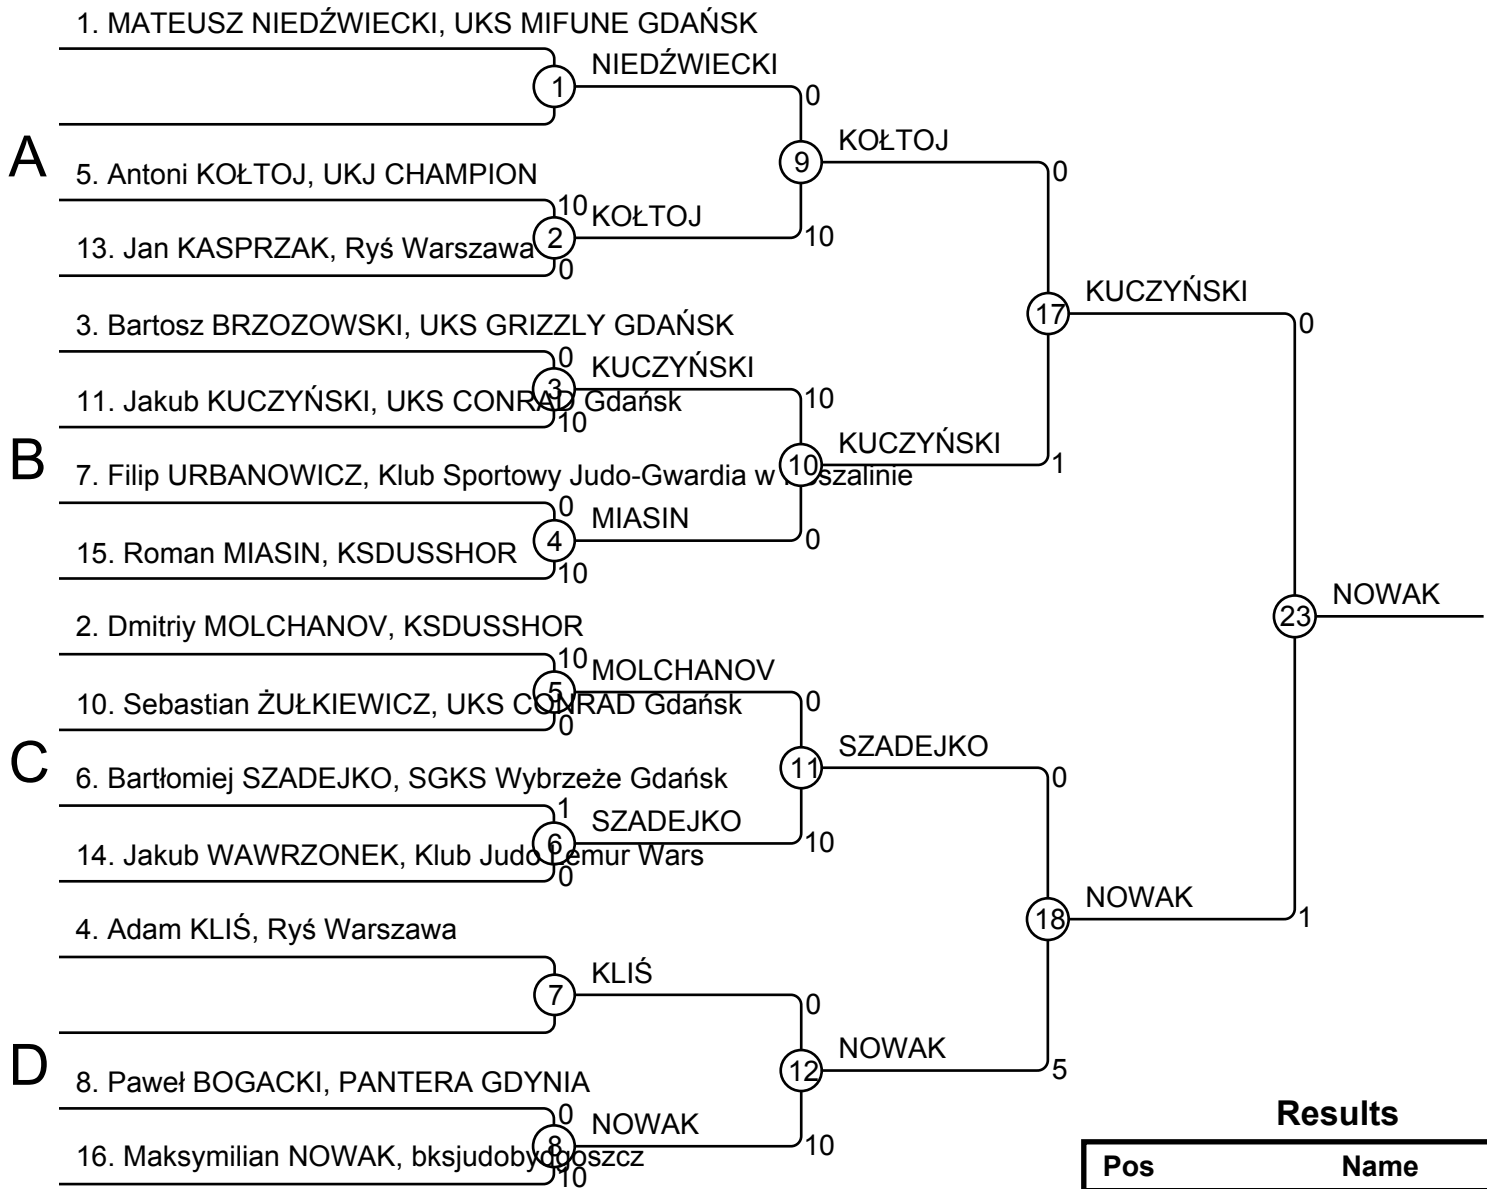 1. MATEUSZ NIEDŹWIECKI, UKS MIFUNE GDAŃSK
1
NIEDŹWIECKI
0
A
5. Antoni KOŁTOJ, UKJ CHAMPION
10
2
KOŁTOJ
10
13. Jan KASPRZAK, Ryś Warszawa
0
9
KOŁTOJ
0
3. Bartosz BRZOZOWSKI, UKS GRIZZLY GDAŃSK
0
3
KUCZYŃSKI
10
11. Jakub KUCZYŃSKI, UKS CONRAD Gdańsk
10
17
KUCZYŃSKI
0
B
10
KUCZYŃSKI
1
7. Filip URBANOWICZ, Klub Sportowy Judo-Gwardia w Koszalinie
0
4
MIASIN
0
15. Roman MIASIN, KSDUSSHOR
10
23
NOWAK
2. Dmitriy MOLCHANOV, KSDUSSHOR
10
5
MOLCHANOV
0
10. Sebastian ŻUŁKIEWICZ, UKS CONRAD Gdańsk
0
C
11
SZADEJKO
0
6. Bartłomiej SZADEJKO, SGKS Wybrzeże Gdańsk
1
6
SZADEJKO
10
14. Jakub WAWRZONEK, Klub Judo Lemur Wars
0
18
NOWAK
1
4. Adam KLIŚ, Ryś Warszawa
7
KLIŚ
0
D
12
NOWAK
5
8. Paweł BOGACKI, PANTERA GDYNIA
0
8
NOWAK
10
16. Maksymilian NOWAK, bksjudobydgoszcz
10
Results
Pos Name